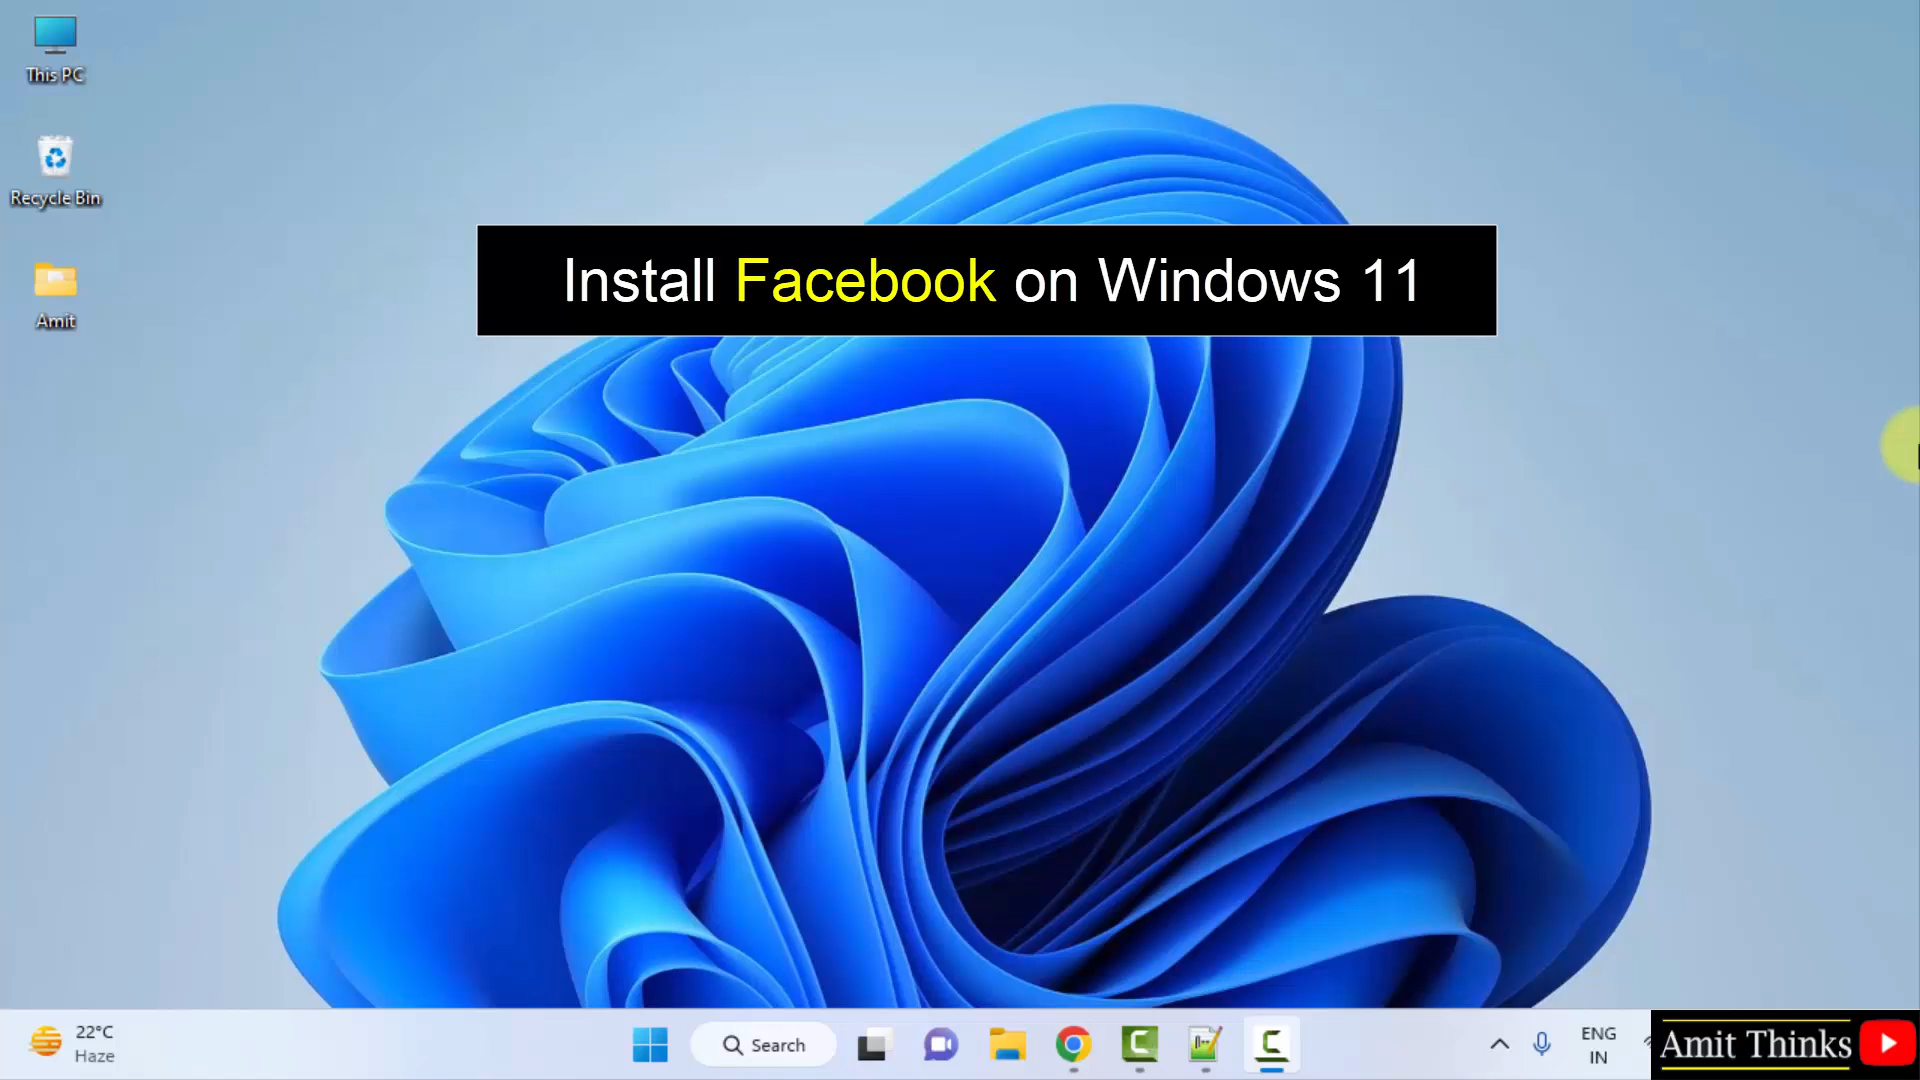 This PC
Recycle Bin
Amit
Install Facebook on Windows 11
22°C
Haze
Search
ENG
IN
Amit Thinks